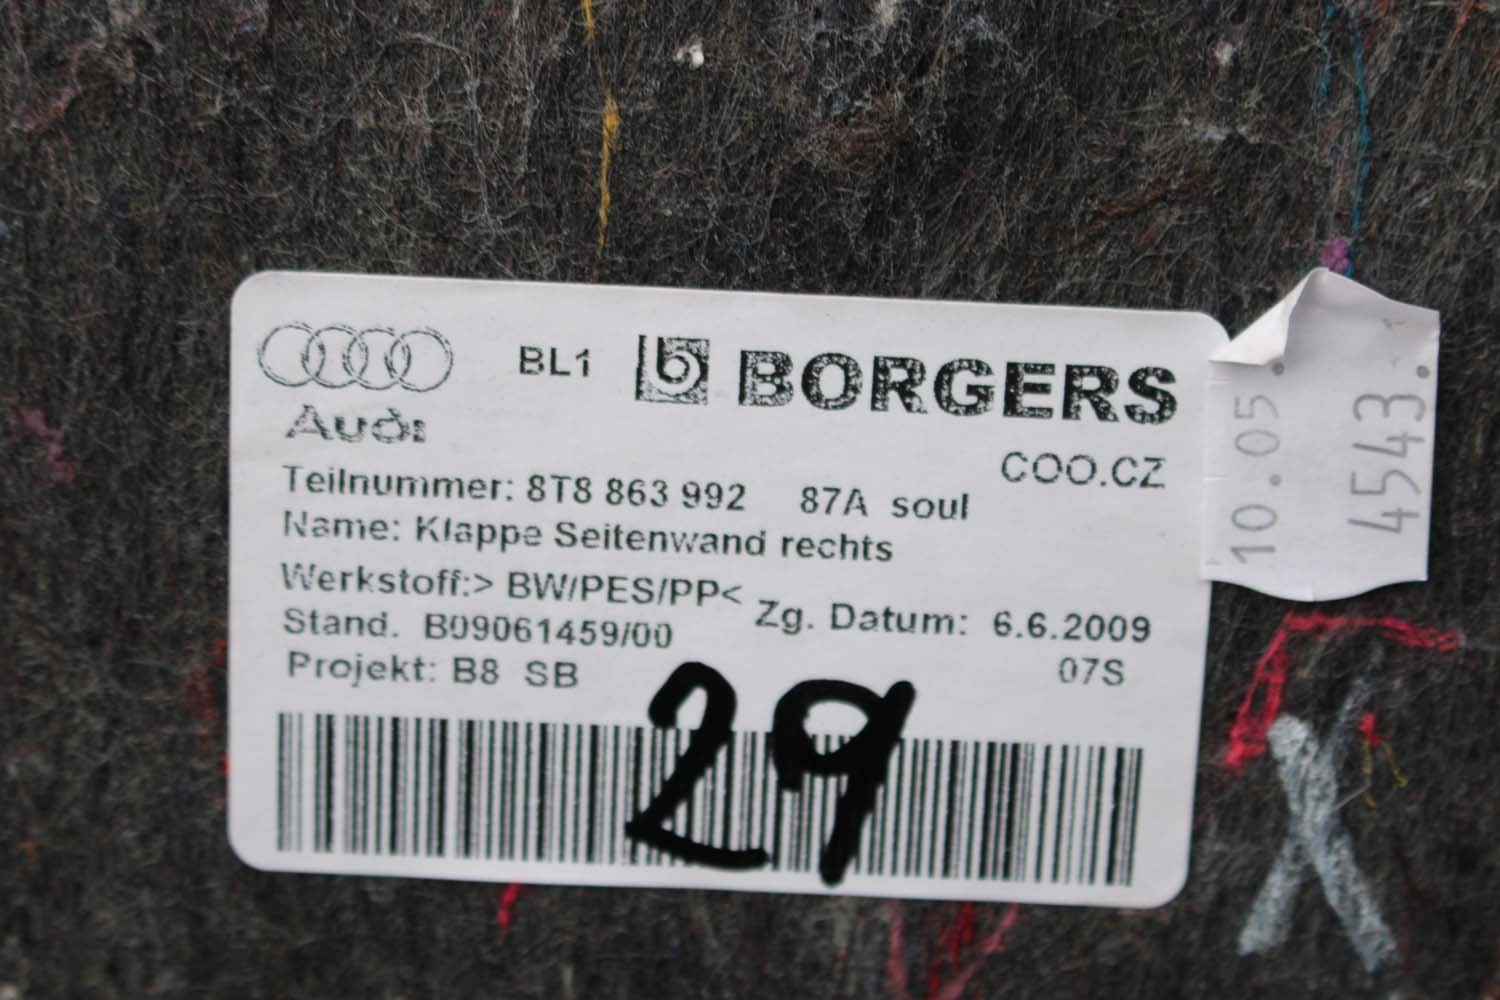 BL1 BORGERS
Audi
COO.CZ
Teilnummer: 8T8 863 992 87A soul
Name: Klappe Seitenwand rechts
Werkstoff:> BW/PES/PP<
Zg. Datum: 6.6.2009
Stand. B09061459/00
07S
Projekt: B8 SB
29
10.05.
4543.